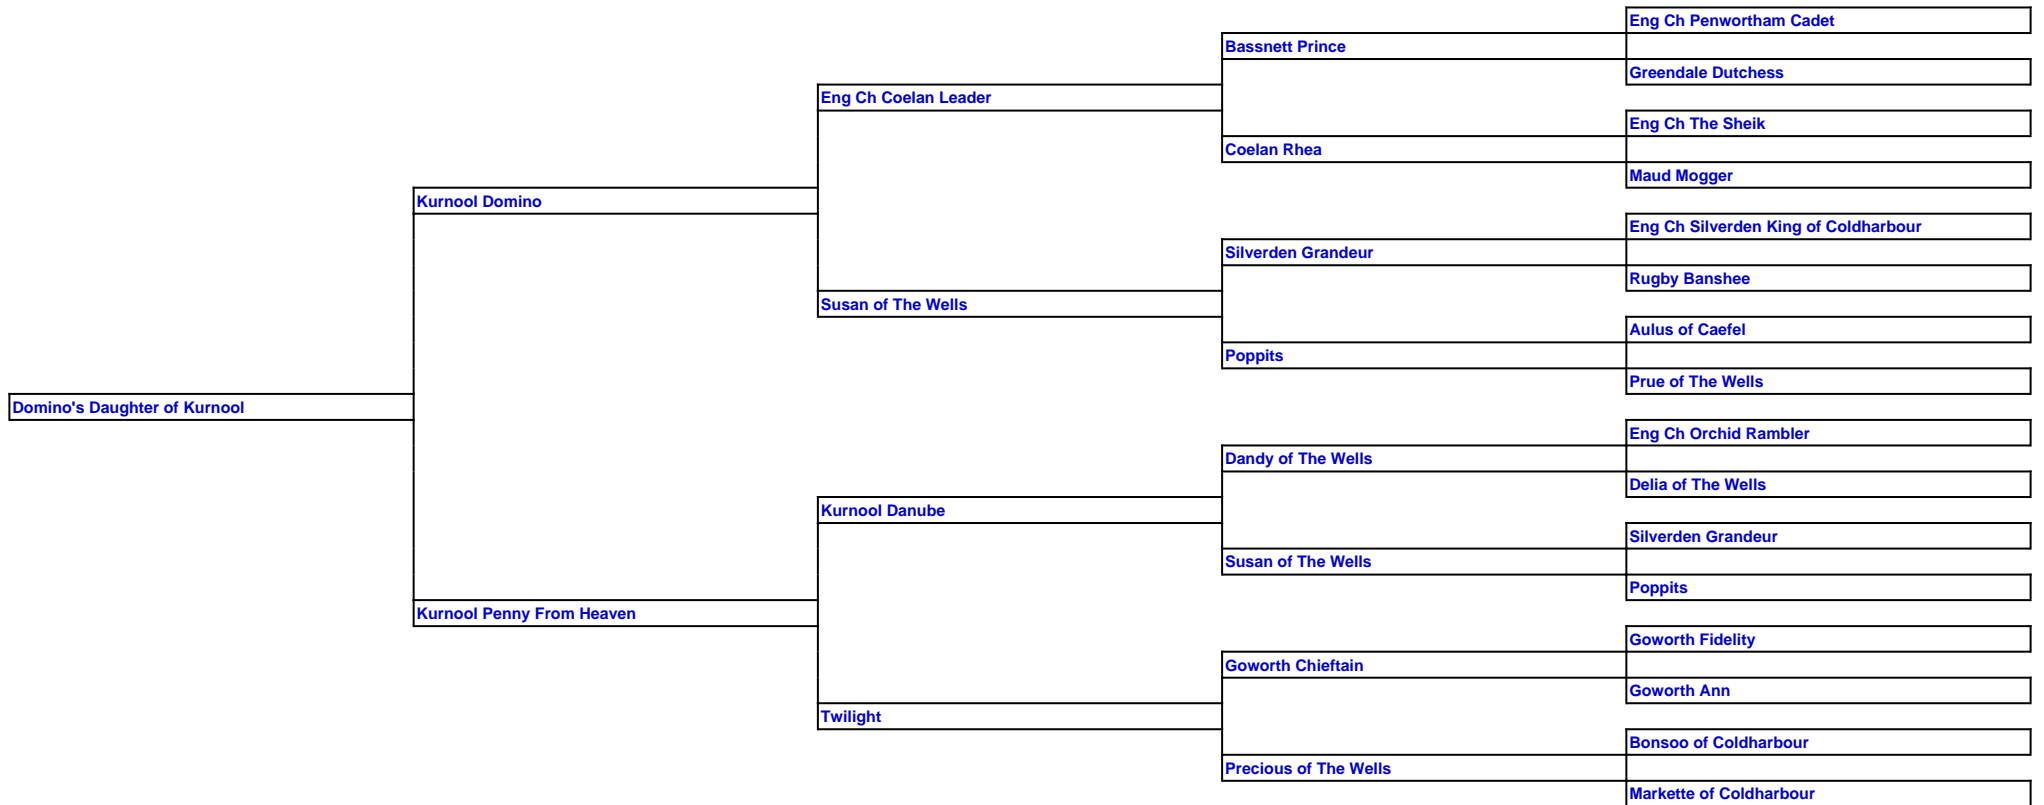 Eng Ch Penwortham Cadet
Bassnett Prince
Greendale Dutchess
Eng Ch Coelan Leader
Eng Ch The Sheik
Coelan Rhea
Maud Mogger
Kurnool Domino
Eng Ch Silverden King of Coldharbour
Silverden Grandeur
Rugby Banshee
Susan of The Wells
Aulus of Caefel
Poppits
Prue of The Wells
Domino's Daughter of Kurnool
Eng Ch Orchid Rambler
Dandy of The Wells
Delia of The Wells
Kurnool Danube
Silverden Grandeur
Susan of The Wells
Poppits
Kurnool Penny From Heaven
Goworth Fidelity
Goworth Chieftain
Goworth Ann
Twilight
Bonsoo of Coldharbour
Precious of The Wells
Markette of Coldharbour